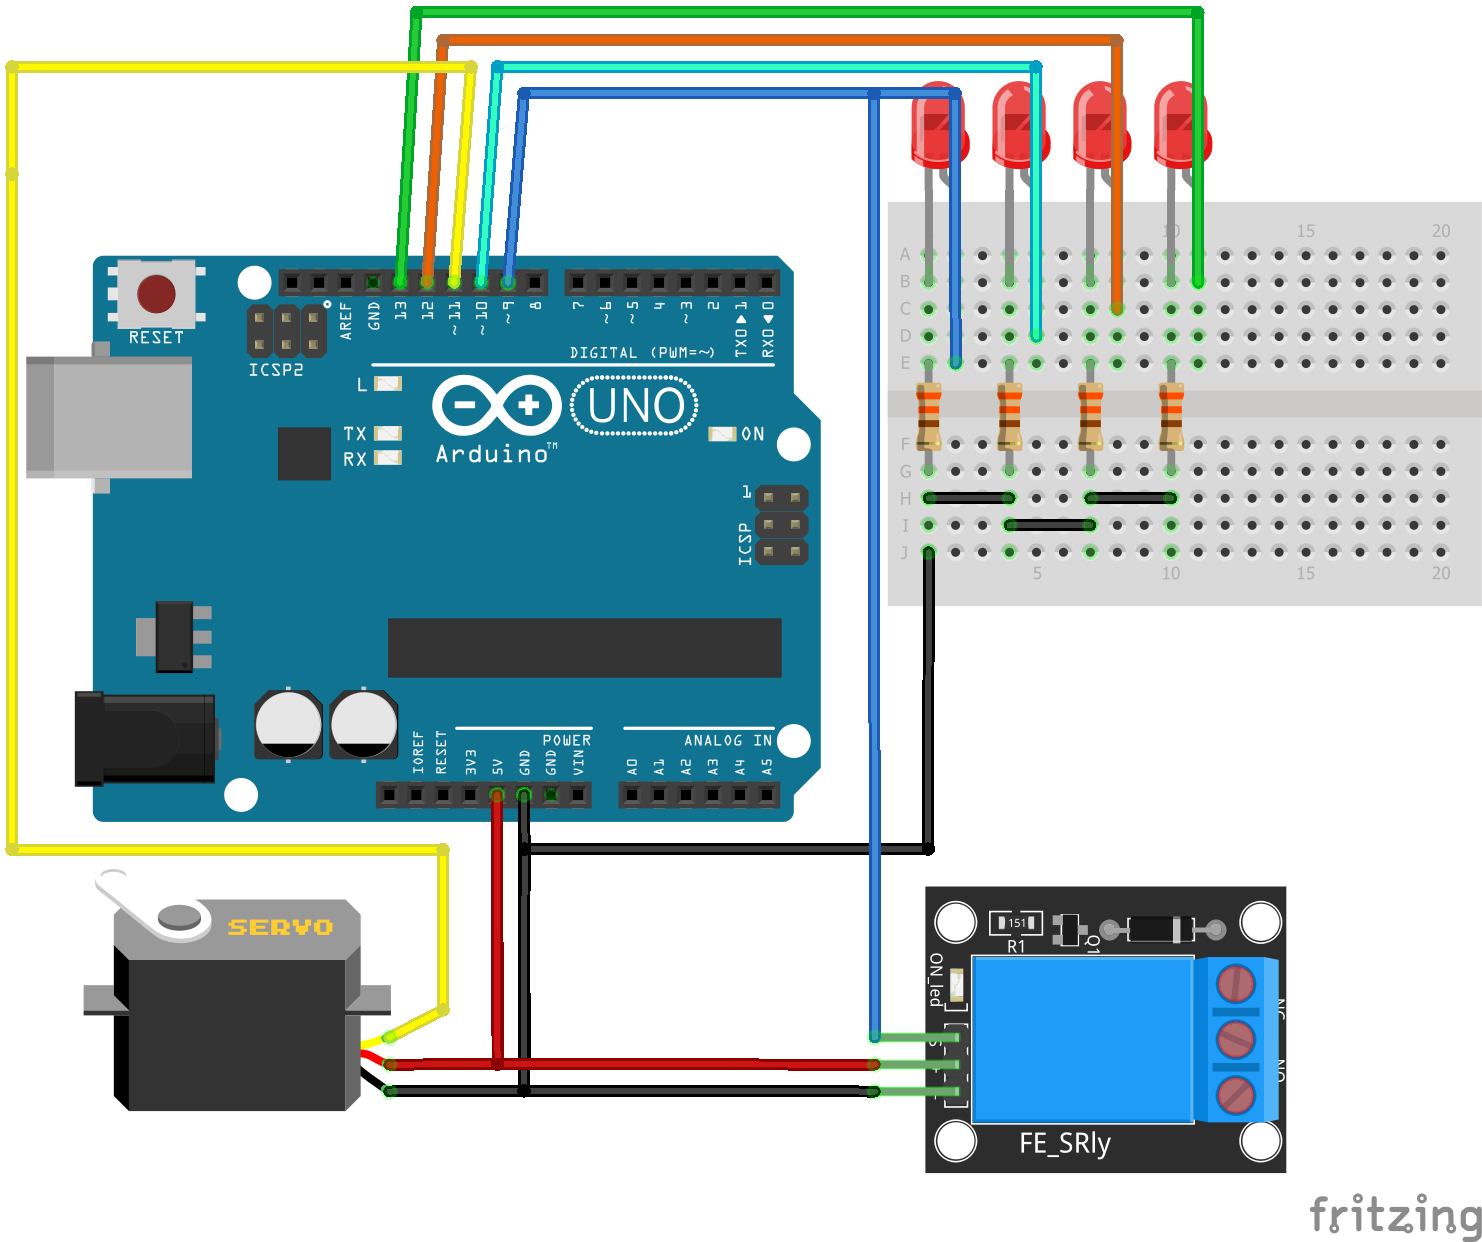 10 15 20
A
B
C
D
E
F
G
H
I
J
5 10 15 20
RESET
ICSP2
AREF
GND
13
12
~11
~10
~9
8
7
~6
~5
4
~3
2
TX0▶1
RX0◀0
DIGITAL (PWM=~)
L
TX
RX
UNO
Arduino™
ON
1
ICSP
IOREF
RESET
3V3
5V
GND
GND
VIN
POWER
ANALOG IN
A0
A1
A2
A3
A4
A5
SERVO
151
R1
Q1
ON_led
S
+
-
NC
NO
FE_SRly
fritzing